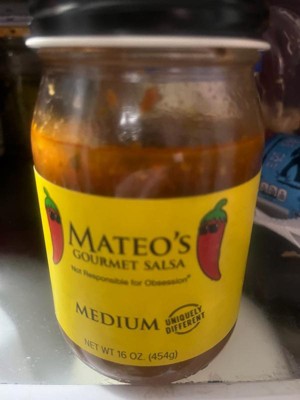 MATEO'S
GOURMET SALSA
Not Responsible for Obsession
MEDIUM
UNIQUELY
DIFFERENT
NET WT 16 OZ. (454g)